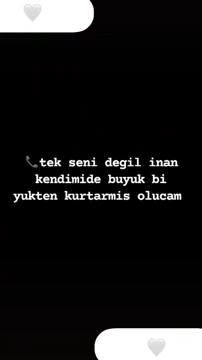 📞tek seni degil inan
kendimide buyuk bi
yukten kurtarmis olucam